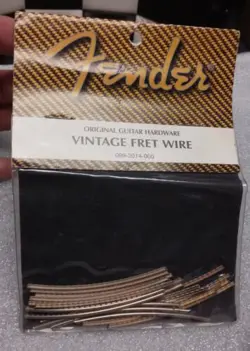 Fender
ORIGINAL GUITAR HARDWARE
VINTAGE FRET WIRE